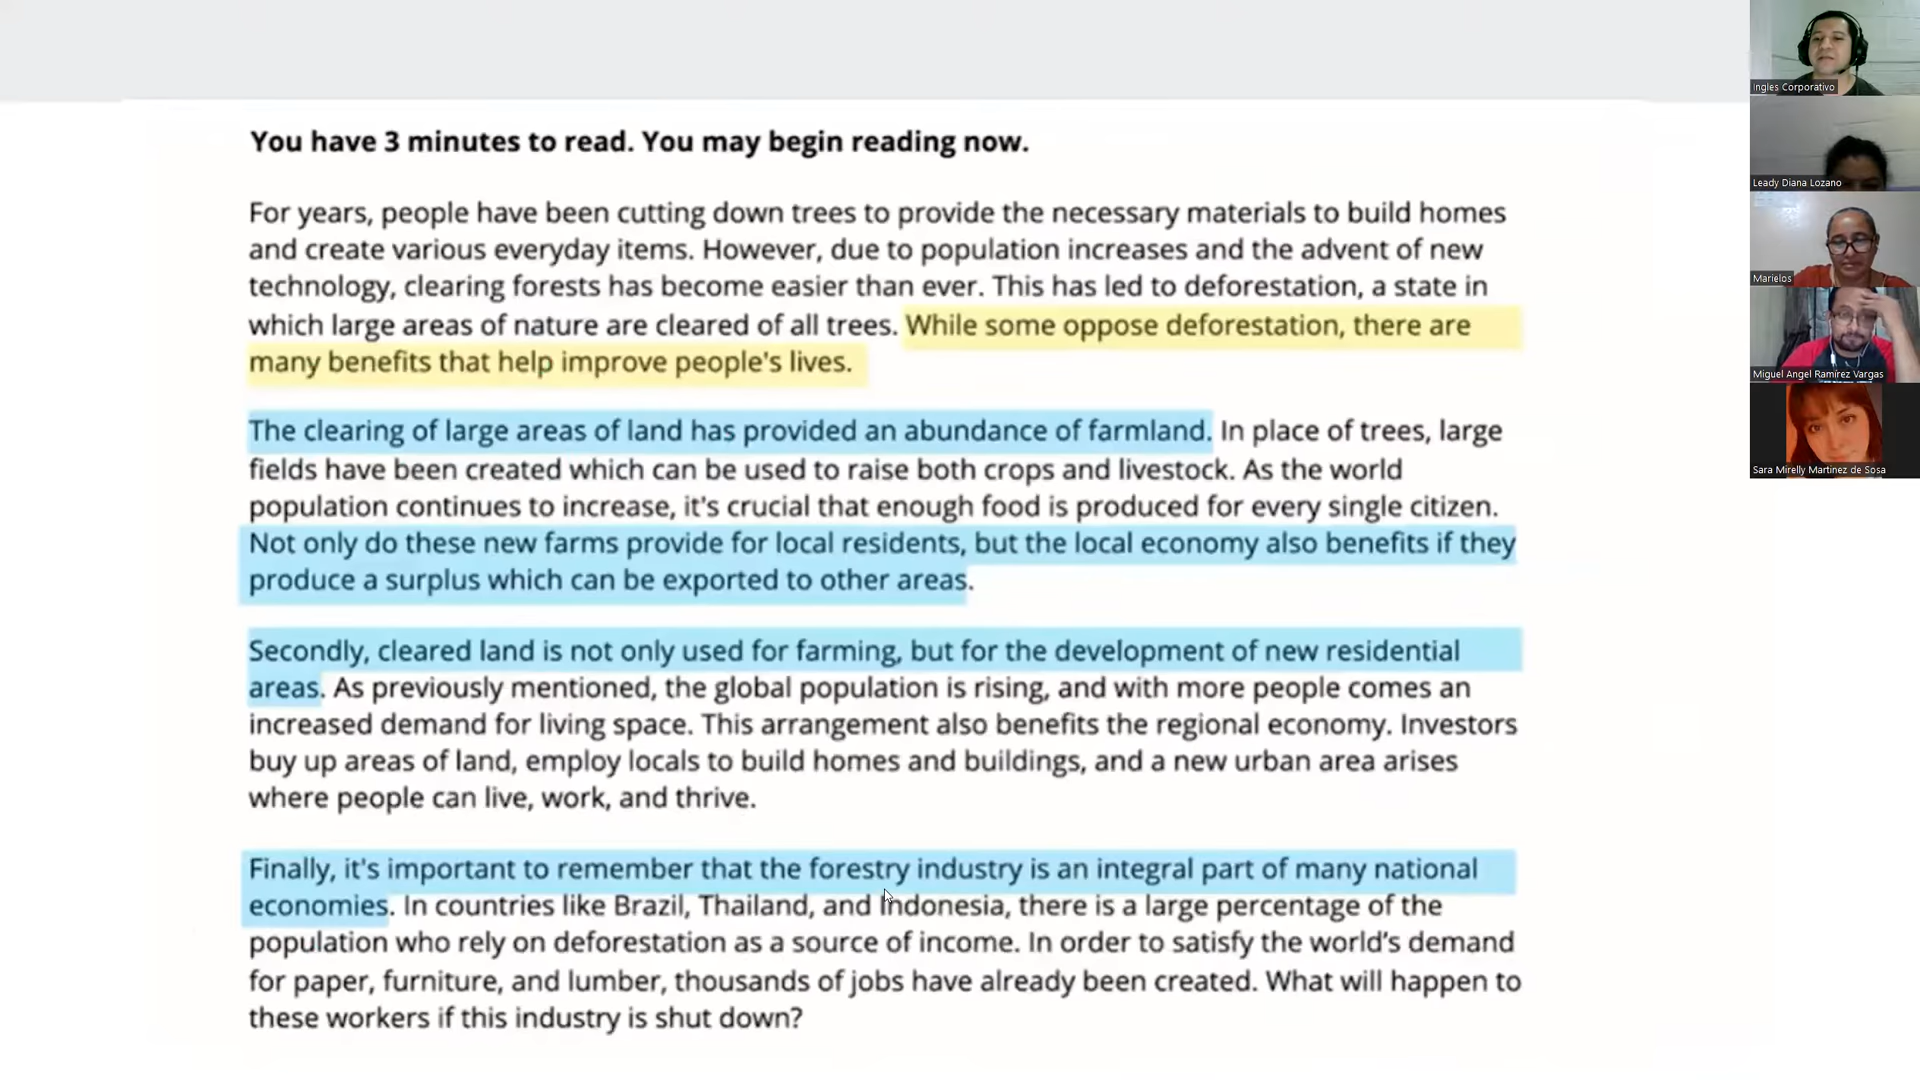 You have 3 minutes to read. You may begin reading now.
For years, people have been cutting down trees to provide the necessary materials to build homes
and create various everyday items. However, due to population increases and the advent of new
technology, clearing forests has become easier than ever. This has led to deforestation, a state in
which large areas of nature are cleared of all trees. While some oppose deforestation, there are
many benefits that help improve people's lives.
The clearing of large areas of land has provided an abundance of farmland. In place of trees, large
fields have been created which can be used to raise both crops and livestock. As the world
population continues to increase, it's crucial that enough food is produced for every single citizen.
Not only do these new farms provide for local residents, but the local economy also benefits if they
produce a surplus which can be exported to other areas.
Secondly, cleared land is not only used for farming, but for the development of new residential
areas. As previously mentioned, the global population is rising, and with more people comes an
increased demand for living space. This arrangement also benefits the regional economy. Investors
buy up areas of land, employ locals to build homes and buildings, and a new urban area arises
where people can live, work, and thrive.
Finally, it's important to remember that the forestry industry is an integral part of many national
economies. In countries like Brazil, Thailand, and Indonesia, there is a large percentage of the
population who rely on deforestation as a source of income. In order to satisfy the world’s demand
for paper, furniture, and lumber, thousands of jobs have already been created. What will happen to
these workers if this industry is shut down?
Ingles Corporativo
Leady Diana Lozano
Marielos
Miguel Angel Ramírez Vargas
Sara Mirelly Martinez de Sosa